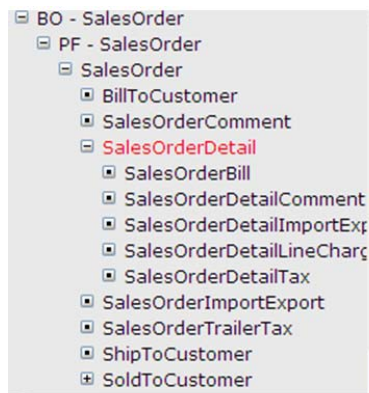 BO - SalesOrder
PF - SalesOrder
SalesOrder
BillToCustomer
SalesOrderComment
SalesOrderDetail
SalesOrderBill
SalesOrderDetailComment
SalesOrderDetailImportExp
SalesOrderDetailLineCharg
SalesOrderDetailTax
SalesOrderImportExport
SalesOrderTrailerTax
ShipToCustomer
SoldToCustomer